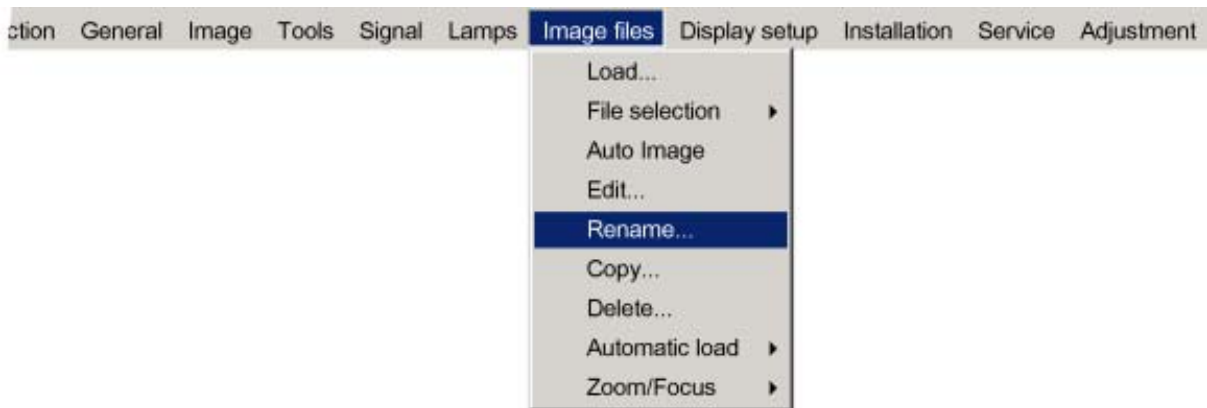 ction General Image Tools Signal Lamps Image files Display setup Installation Service Adjustment
Load...
File selection
Auto Image
Edit...
Rename...
Copy...
Delete...
Automatic load
Zoom/Focus